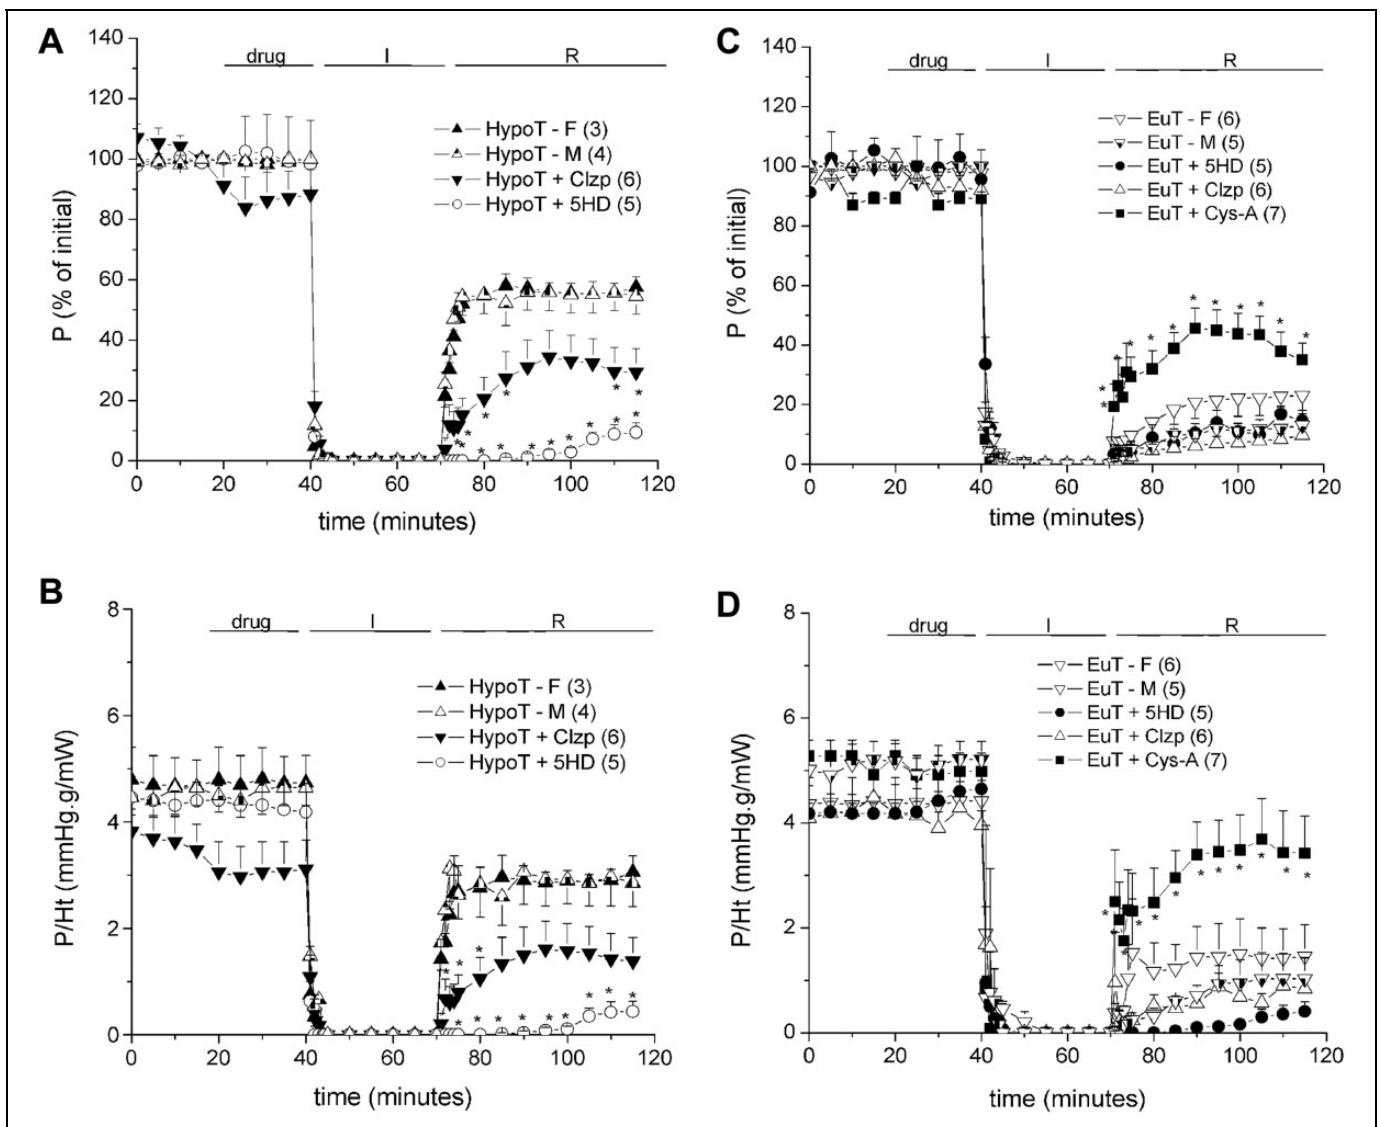 A
drug I R
HypoT - F (3)
HypoT - M (4)
HypoT + Clzp (6)
HypoT + 5HD (5)
P (% of initial)
140
120
100
80
60
40
20
0
0 20 40 60 80 100 120
time (minutes)
C
drug I R
EuT - F (6)
EuT - M (5)
EuT + 5HD (5)
EuT + Clzp (6)
EuT + Cys-A (7)
P (% of initial)
140
120
100
80
60
40
20
0
0 20 40 60 80 100 120
time (minutes)
B
drug I R
HypoT - F (3)
HypoT - M (4)
HypoT + Clzp (6)
HypoT + 5HD (5)
P/Ht (mmHg.g/mW)
8
6
4
2
0
0 20 40 60 80 100 120
time (minutes)
D
drug I R
EuT - F (6)
EuT - M (5)
EuT + 5HD (5)
EuT + Clzp (6)
EuT + Cys-A (7)
P/Ht (mmHg.g/mW)
8
6
4
2
0
0 20 40 60 80 100 120
time (minutes)